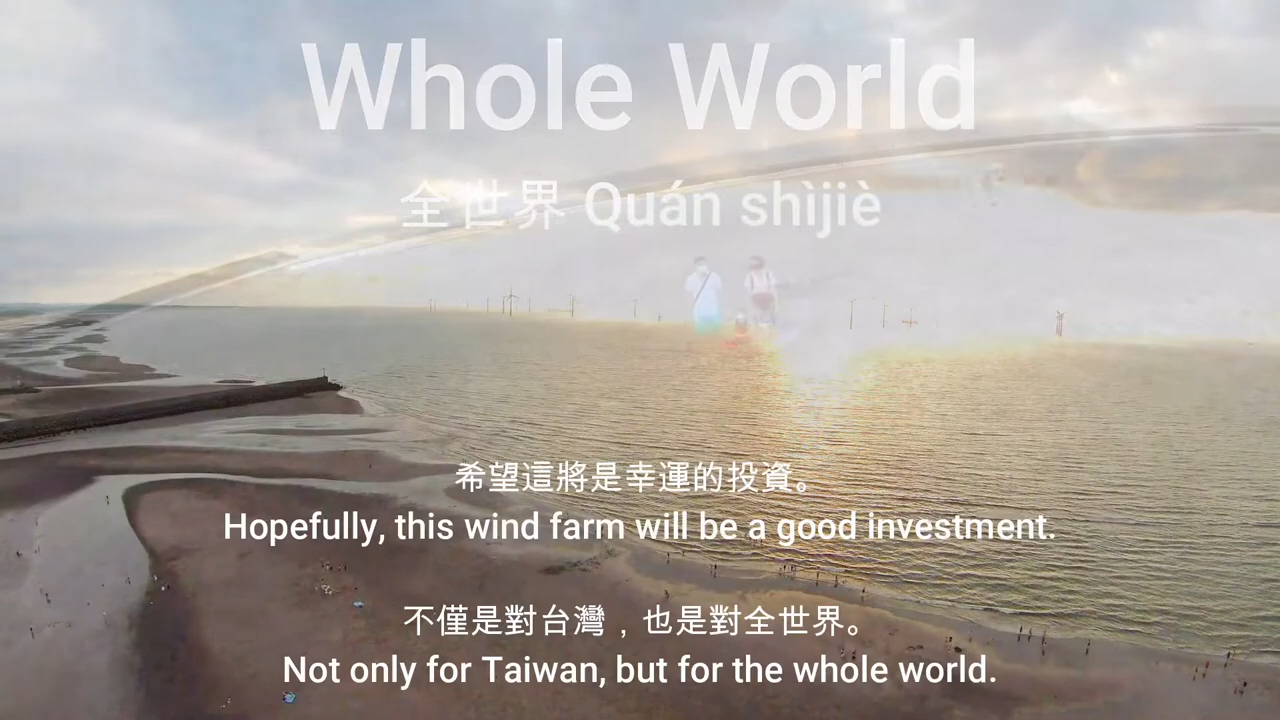 Whole World
全世界 Quán shìjiè
希望這將是幸運的投資。
Hopefully, this wind farm will be a good investment.
不僅是對台灣，也是對全世界。
Not only for Taiwan, but for the whole world.